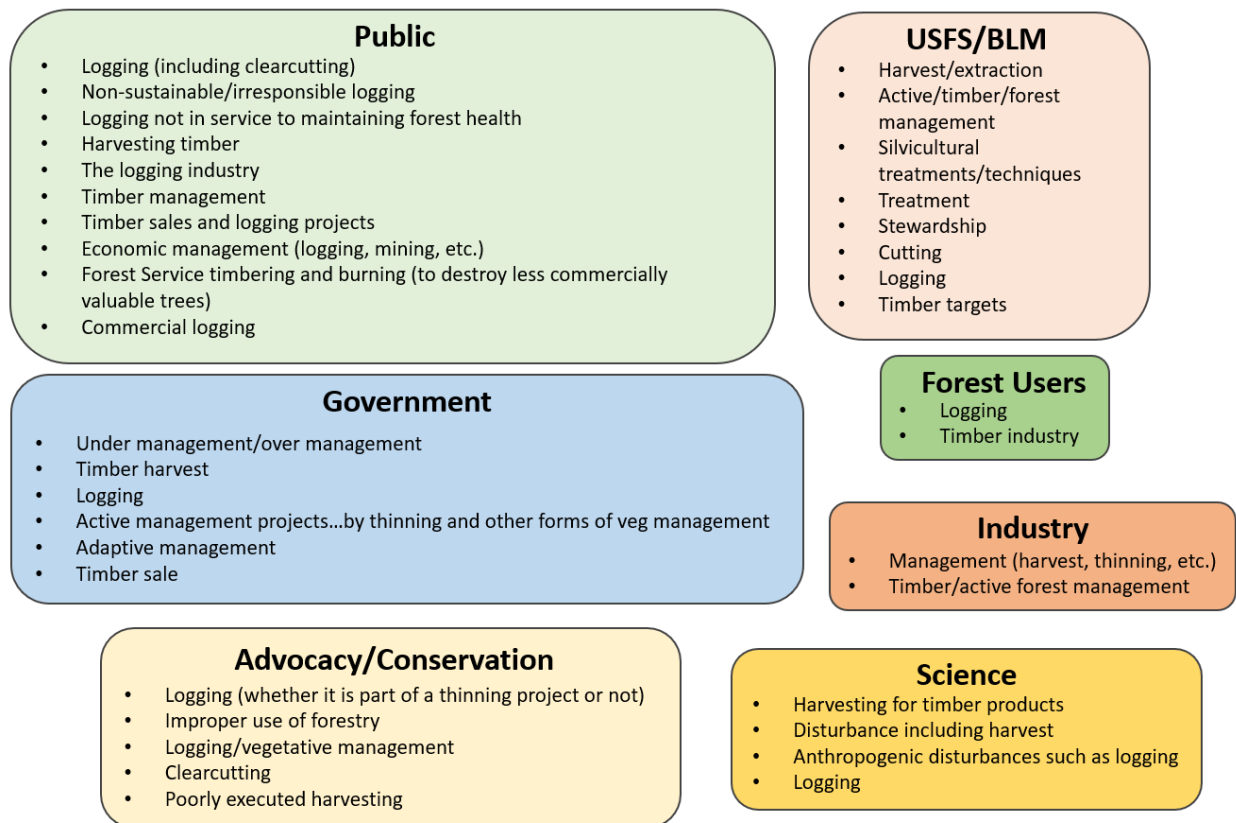 Public
• Logging (including clearcutting)
• Non-sustainable/irresponsible logging
• Logging not in service to maintaining forest health
• Harvesting timber
• The logging industry
• Timber management
• Timber sales and logging projects
• Economic management (logging, mining, etc.)
• Forest Service timbering and burning (to destroy less commercially
valuable trees)
• Commercial logging
USFS/BLM
• Harvest/extraction
• Active/timber/forest
management
• Silvicultural
treatments/techniques
• Treatment
• Stewardship
• Cutting
• Logging
• Timber targets
Government
• Under management/over management
• Timber harvest
• Logging
• Active management projects...by thinning and other forms of veg management
• Adaptive management
• Timber sale
Forest Users
• Logging
• Timber industry
Industry
• Management (harvest, thinning, etc.)
• Timber/active forest management
Advocacy/Conservation
• Logging (whether it is part of a thinning project or not)
• Improper use of forestry
• Logging/vegetative management
• Clearcutting
• Poorly executed harvesting
Science
• Harvesting for timber products
• Disturbance including harvest
• Anthropogenic disturbances such as logging
• Logging